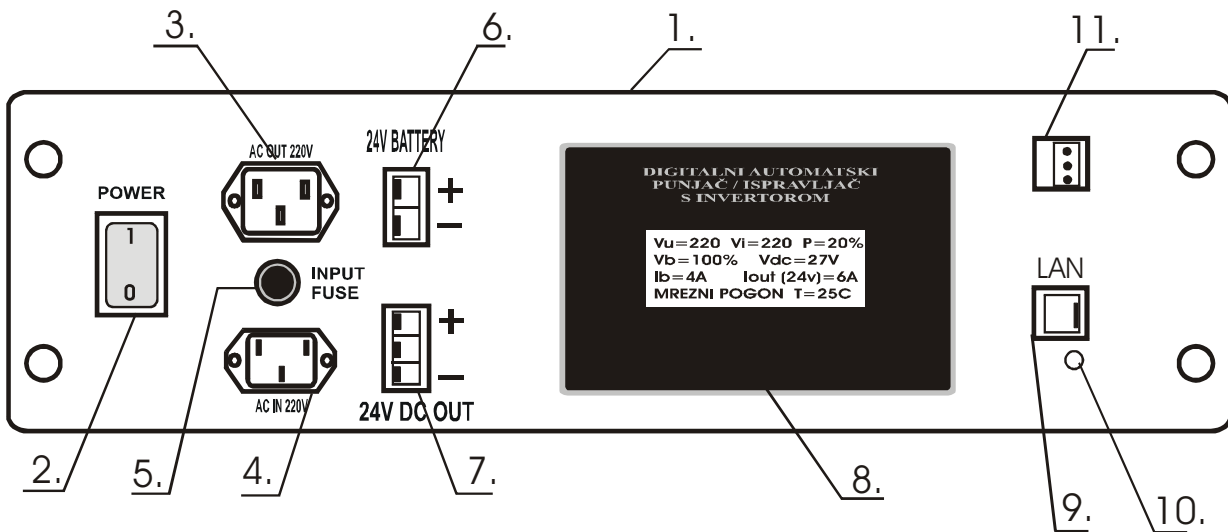 3.
6.
1.
11.
AC OUT 220V
24V BATTERY
+
−
POWER
1
0
INPUT
FUSE
AC IN 220V
+
−
24V DC OUT
DIGITALNI AUTOMATSKI
PUNJAČ / ISPRAVLJAČ
S INVERTOROM
Vu=220 Vi=220 P=20%
Vb=100% Vdc=27V
Ib=4A Iout (24v)=6A
MREZNI POGON T=25C
LAN
2.
5.
4.
7.
8.
9.
10.